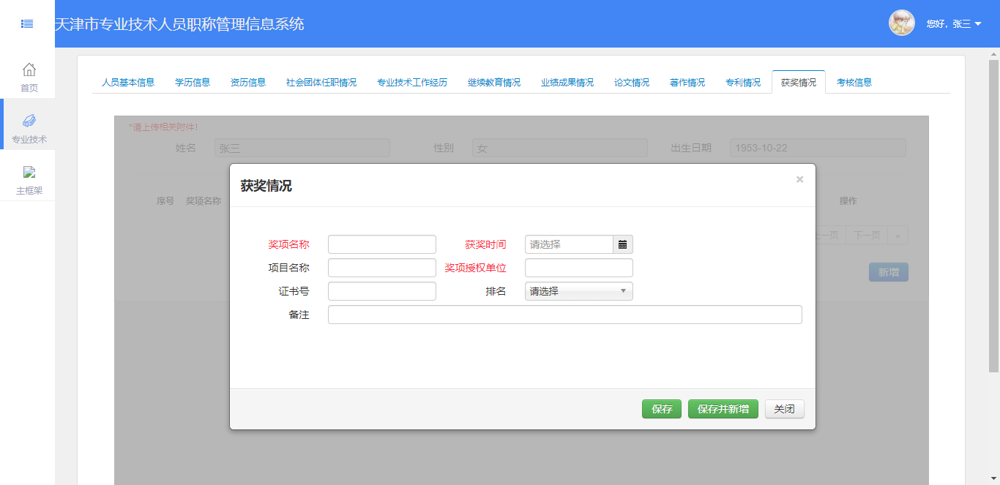 天津市专业技术人员职称管理信息系统
您好，张三
首页
专业技术
主框架
人员基本信息 学历信息 资历信息 社会团体任职情况 专业技术工作经历 继续教育情况 业绩成果情况 论文情况 著作情况 专利情况 获奖情况 考核信息
*请上传相关附件!
姓名 张三 性别 女 出生日期 1953-10-22
序号 奖项名称 操作
上一页 下一页 »
新增
获奖情况 ×
奖项名称 获奖时间 请选择
项目名称 奖项授权单位
证书号 排名 请选择
备注
保存 保存并新增 关闭